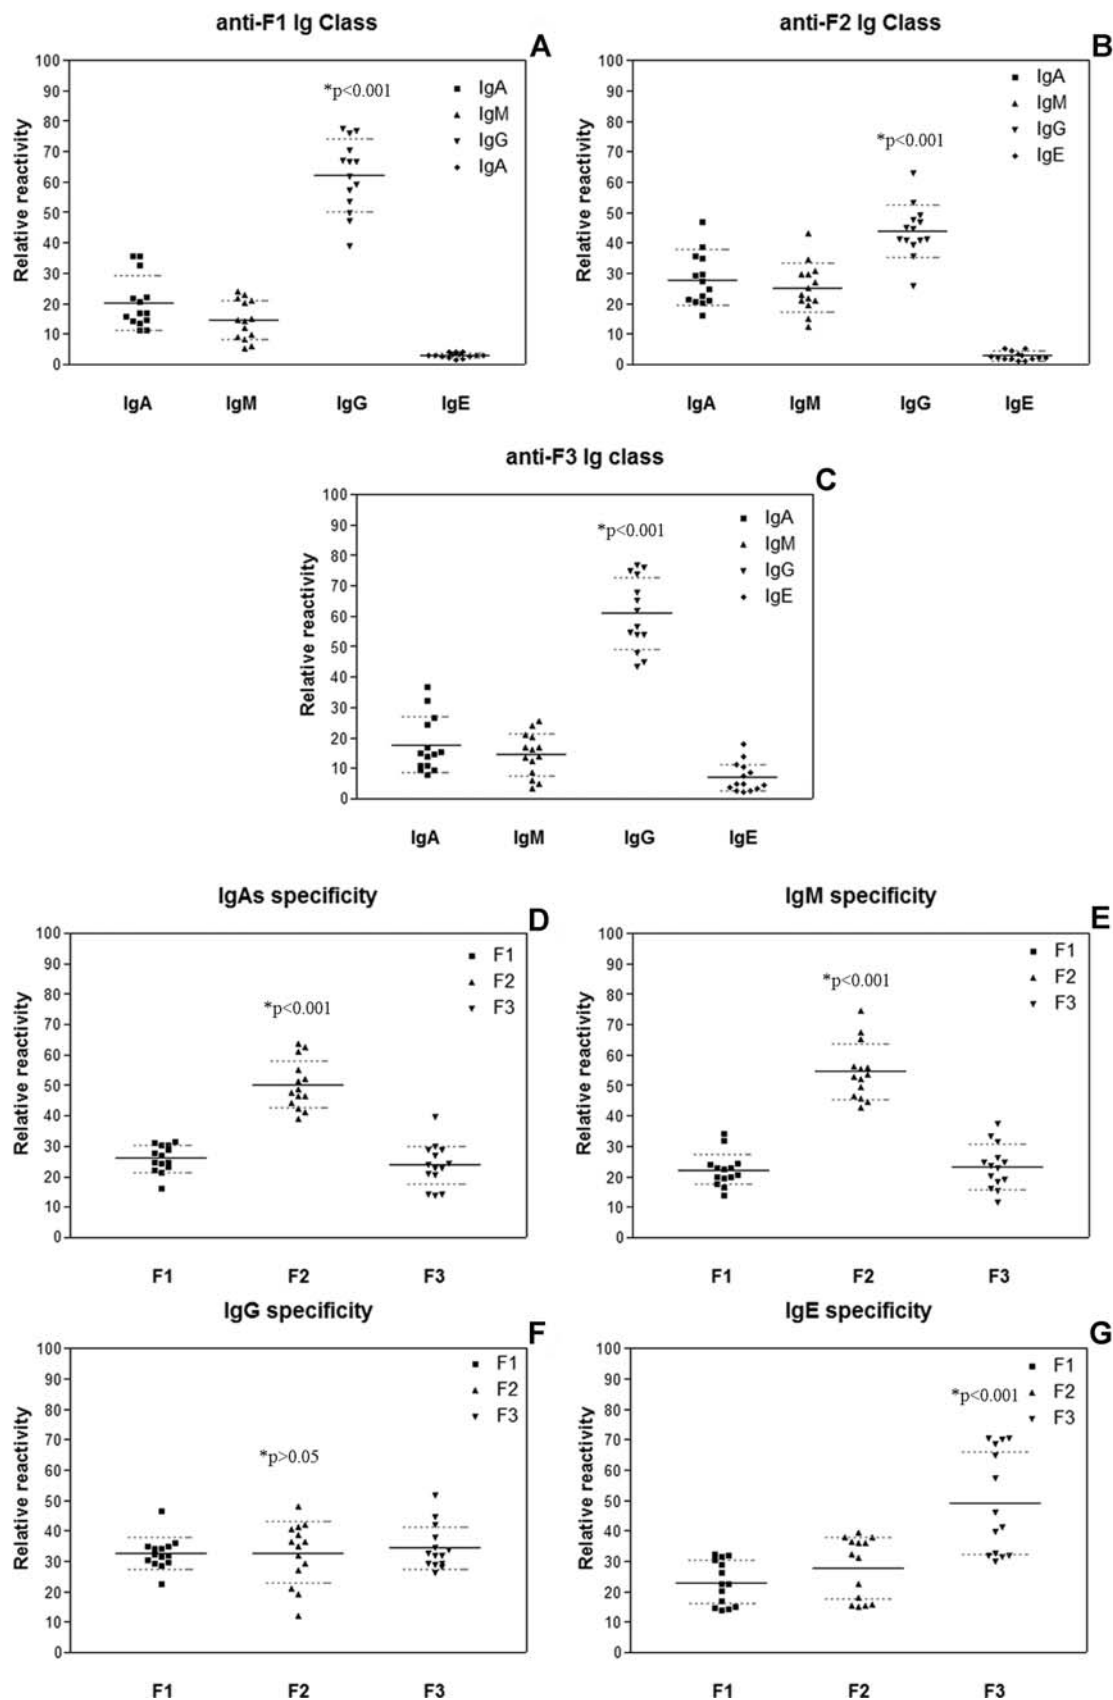 anti-F1 Ig Class
A
Relative reactivity
100
90
80
70
60
50
40
30
20
10
0
*p<0.001
IgA
IgM
IgG
IgA
IgA IgM IgG IgE
anti-F2 Ig Class
B
Relative reactivity
100
90
80
70
60
50
40
30
20
10
0
*p<0.001
IgA
IgM
IgG
IgE
IgA IgM IgG IgE
anti-F3 Ig class
C
Relative reactivity
100
90
80
70
60
50
40
30
20
10
0
*p<0.001
IgA
IgM
IgG
IgE
IgA IgM IgG IgE
IgAs specificity
D
Relative reactivity
100
90
80
70
60
50
40
30
20
10
0
*p<0.001
F1
F2
F3
F1 F2 F3
IgM specificity
E
Relative reactivity
100
90
80
70
60
50
40
30
20
10
0
*p<0.001
F1
F2
F3
F1 F2 F3
IgG specificity
F
Relative reactivity
100
90
80
70
60
50
40
30
20
10
0
*p>0.05
F1
F2
F3
F1 F2 F3
IgE specificity
G
Relative reactivity
100
90
80
70
60
50
40
30
20
10
0
*p<0.001
F1
F2
F3
F1 F2 F3